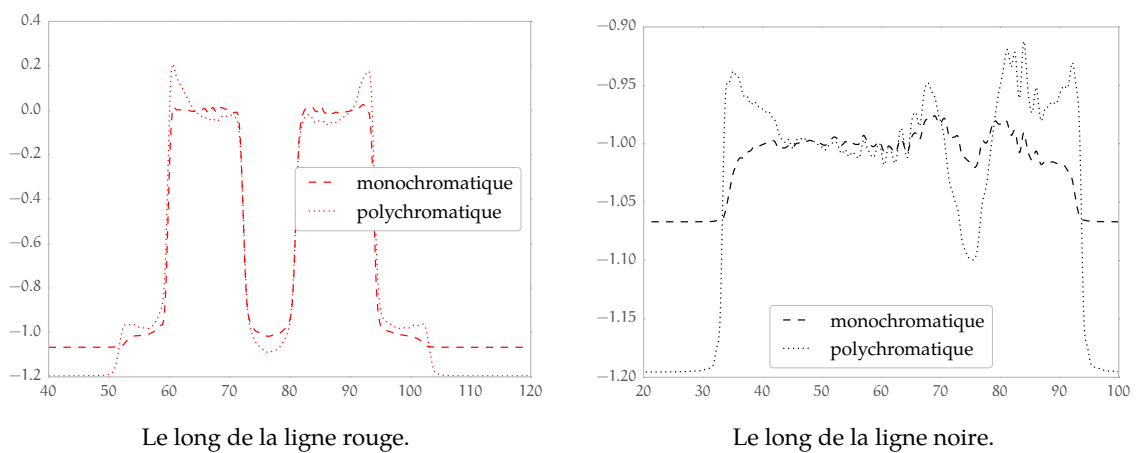 0.4
0.2
0.0
−0.2
−0.4
−0.6
−0.8
−1.0
−1.2
40 50 60 70 80 90 100 110 120
monochromatique
polychromatique
Le long de la ligne rouge.
−0.90
−0.95
−1.00
−1.05
−1.10
−1.15
−1.20
20 30 40 50 60 70 80 90 100
monochromatique
polychromatique
Le long de la ligne noire.